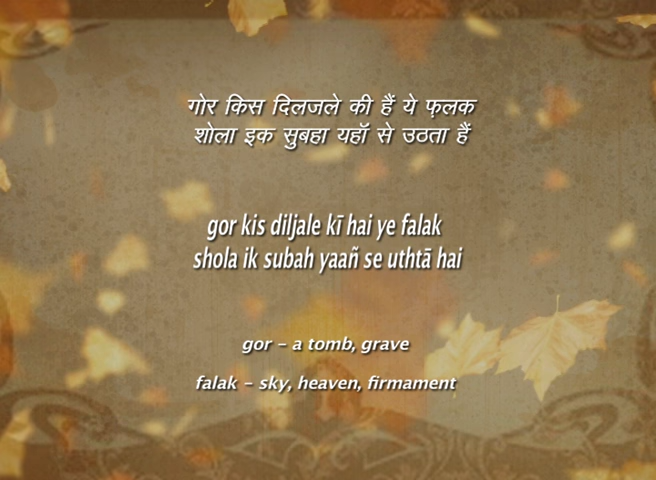 गोर किस दिलजले की हैं ये फ़लक
शोला इक सुबहा यहाॅ से उठता हैं
gor kis diljale kī hai ye falak
shola ik subah yaañ se uthtā hai
gor – a tomb, grave
falak – sky, heaven, firmament